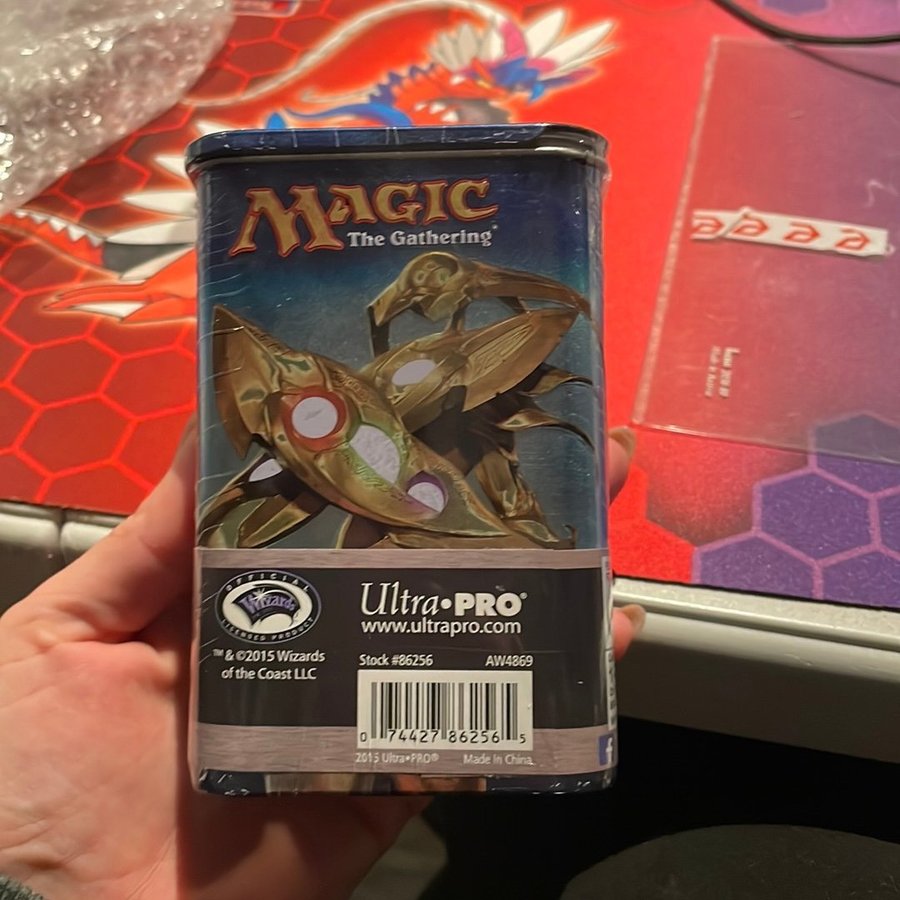 MAGIC
The Gathering®
OFFICIAL
Wizards
LICENSED PRODUCT
Ultra•PRO®
www.ultrapro.com
™ & ©2015 Wizards
of the Coast LLC
Stock #86256 AW4869
0 74427 86256 5
2015 Ultra•PRO® Made in China